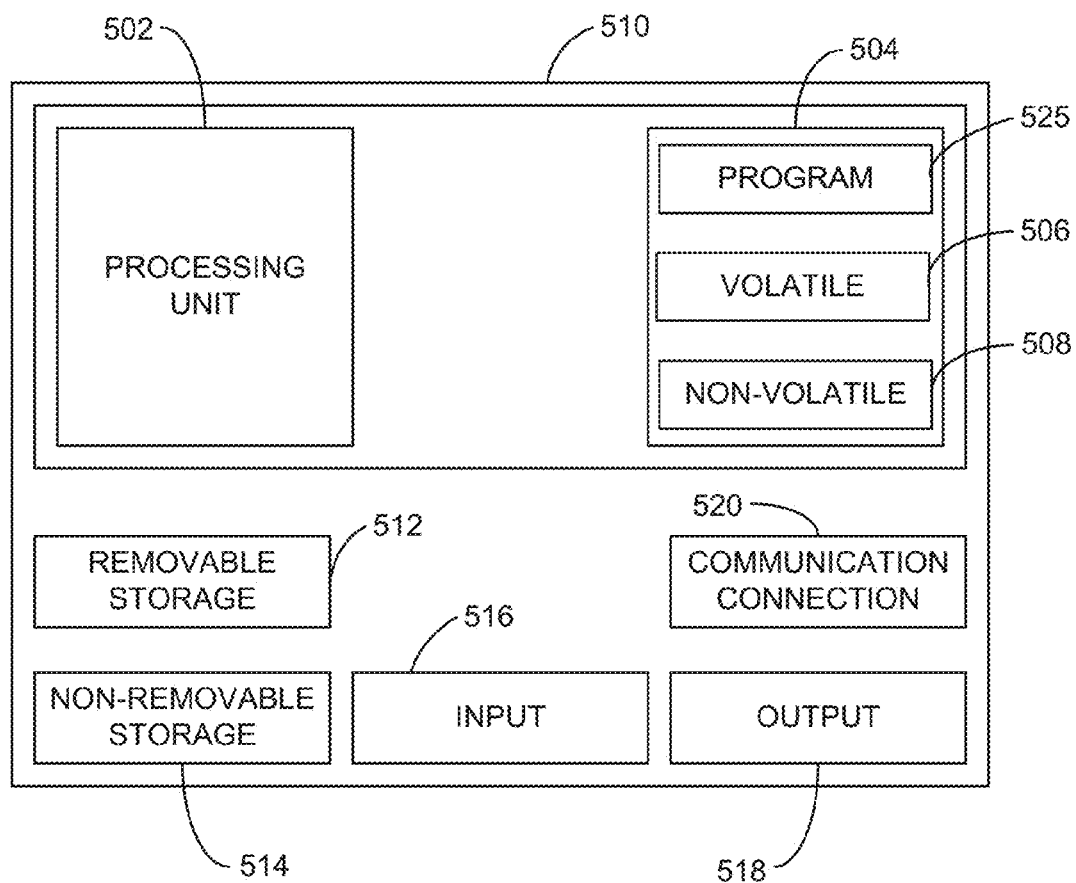 502
510
504
525
PROGRAM
506
PROCESSING
UNIT
VOLATILE
508
NON-VOLATILE
520
512
REMOVABLE
STORAGE
COMMUNICATION
CONNECTION
516
NON-REMOVABLE
STORAGE
INPUT
OUTPUT
514
518